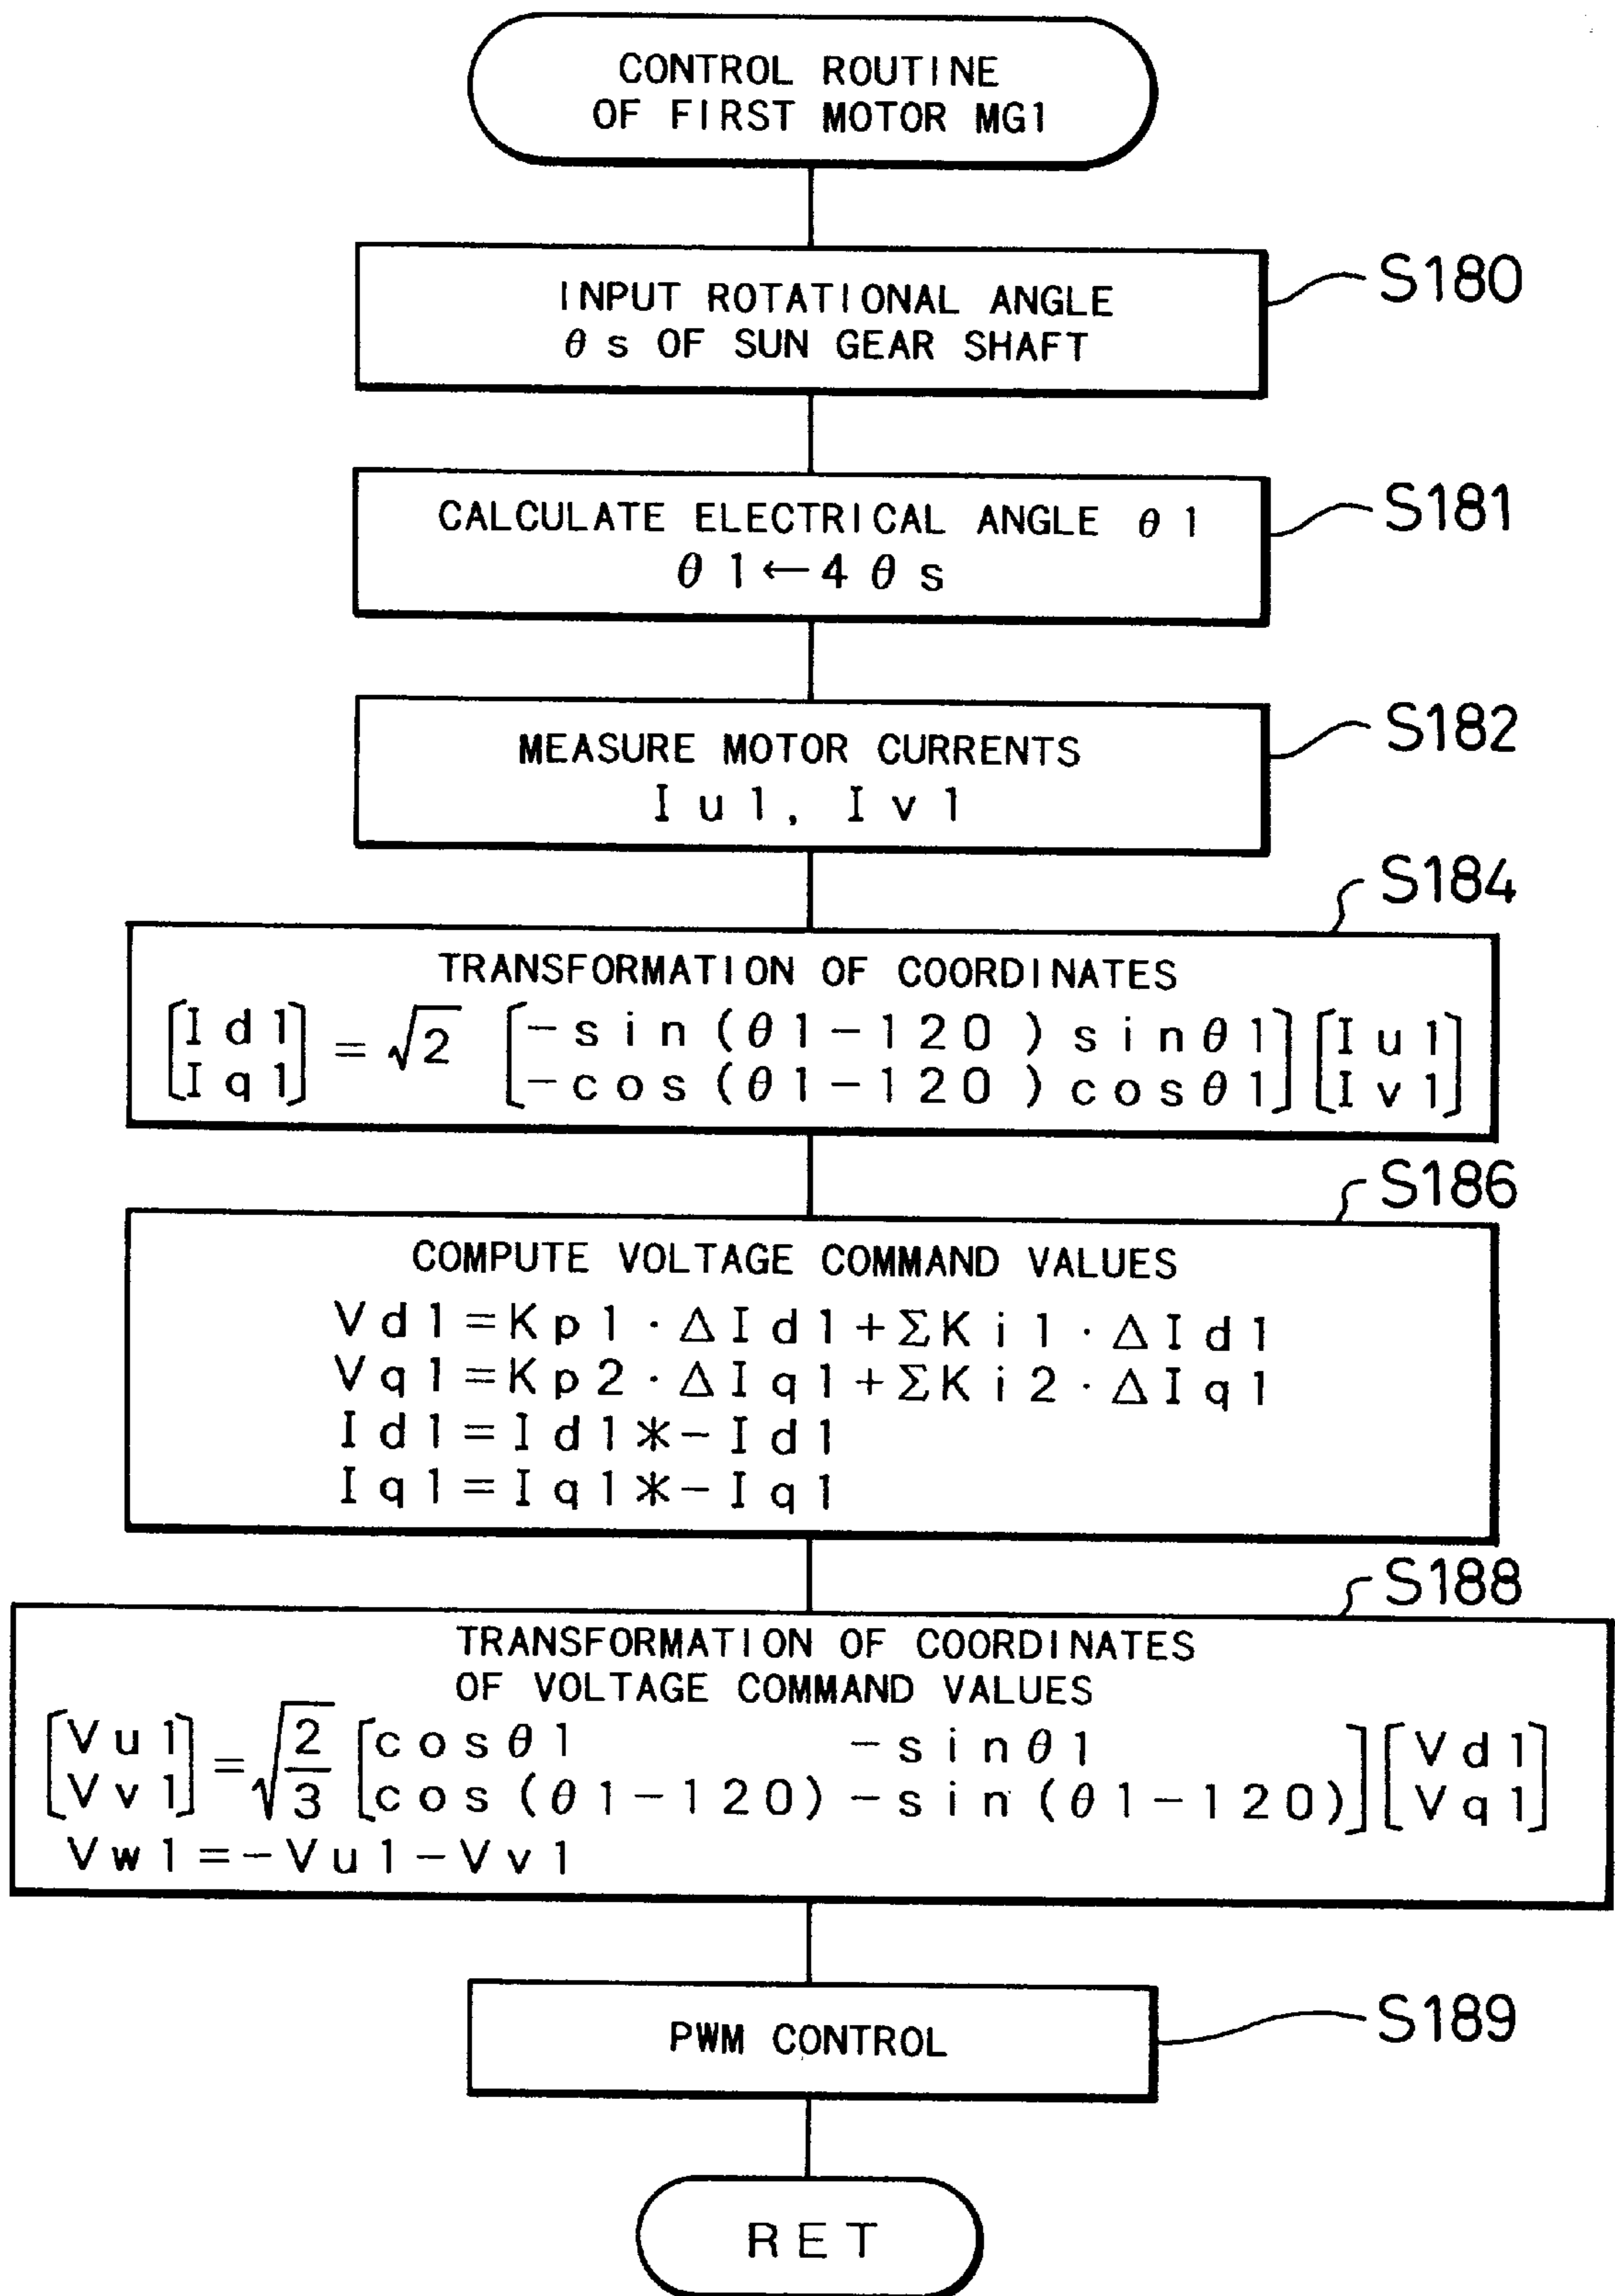 CONTROL ROUTINE
OF FIRST MOTOR MG1
INPUT ROTATIONAL ANGLE
θs OF SUN GEAR SHAFT
S180
CALCULATE ELECTRICAL ANGLE θ1
θ1←4θs
S181
MEASURE MOTOR CURRENTS
Iu1, Iv1
S182
S184
TRANSFORMATION OF COORDINATES
[Id1] = √2 [-sin(θ1-120) sinθ1] [Iu1]
[Iq1] [-cos(θ1-120) cosθ1] [Iv1]
S186
COMPUTE VOLTAGE COMMAND VALUES
Vd1=Kp1·ΔId1+ΣKi1·ΔId1
Vq1=Kp2·ΔIq1+ΣKi2·ΔIq1
Id1=Id1*-Id1
Iq1=Iq1*-Iq1
S188
TRANSFORMATION OF COORDINATES
OF VOLTAGE COMMAND VALUES
[Vu1] = √2/3 [cosθ1 -sinθ1] [Vd1]
[Vv1] [cos(θ1-120) -sin(θ1-120)] [Vq1]
Vw1=-Vu1-Vv1
PWM CONTROL
S189
RET